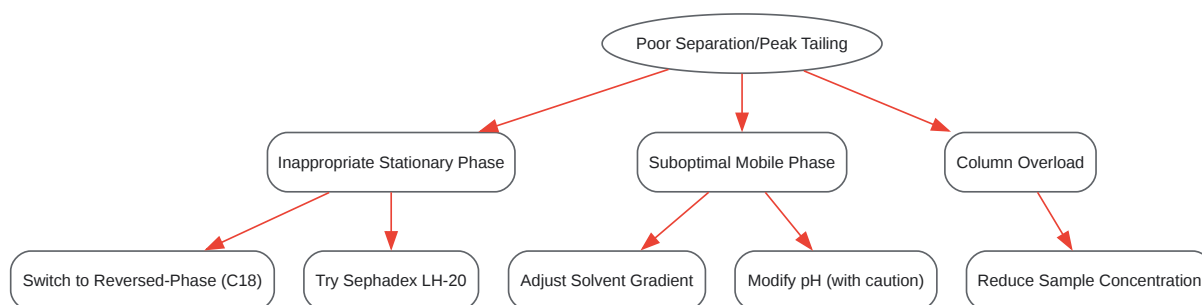 Poor Separation/Peak Tailing
Inappropriate Stationary Phase
Suboptimal Mobile Phase
Column Overload
Switch to Reversed-Phase (C18)
Try Sephadex LH-20
Adjust Solvent Gradient
Modify pH (with caution)
Reduce Sample Concentration